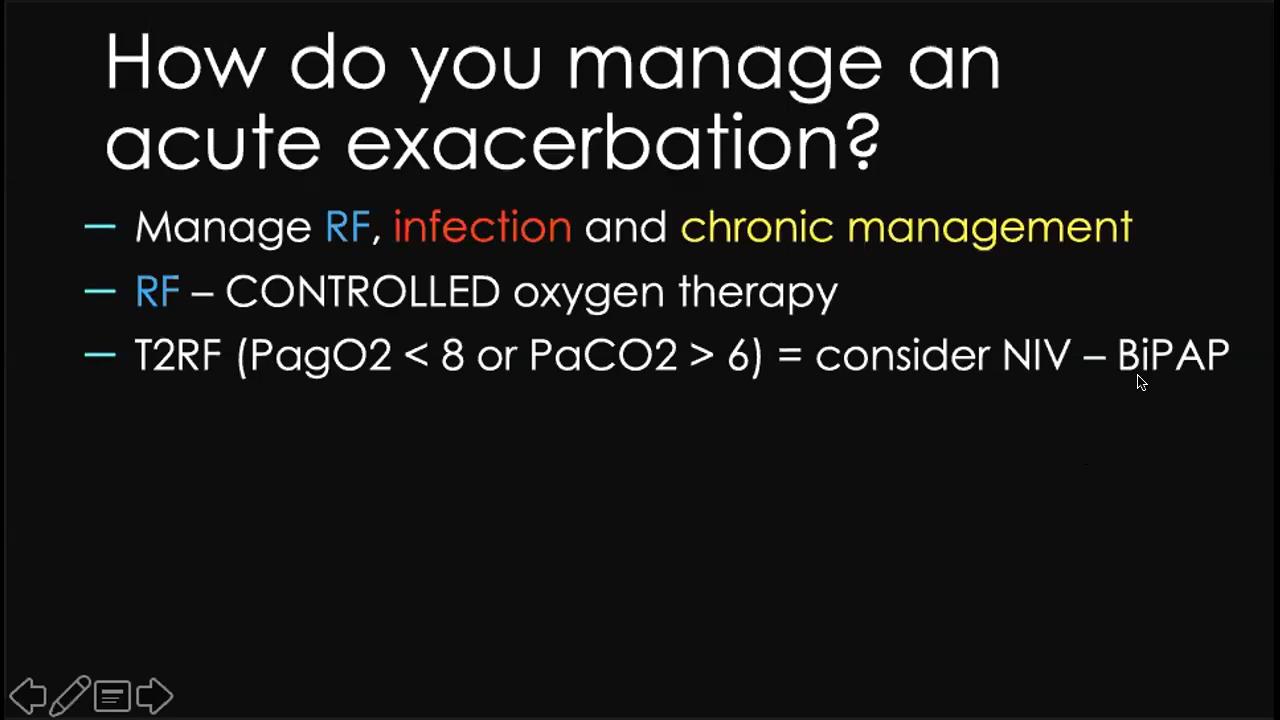 How do you manage an
acute exacerbation?
— Manage RF, infection and chronic management
— RF – CONTROLLED oxygen therapy
— T2RF (PagO2 < 8 or PaCO2 > 6) = consider NIV – BiPAP